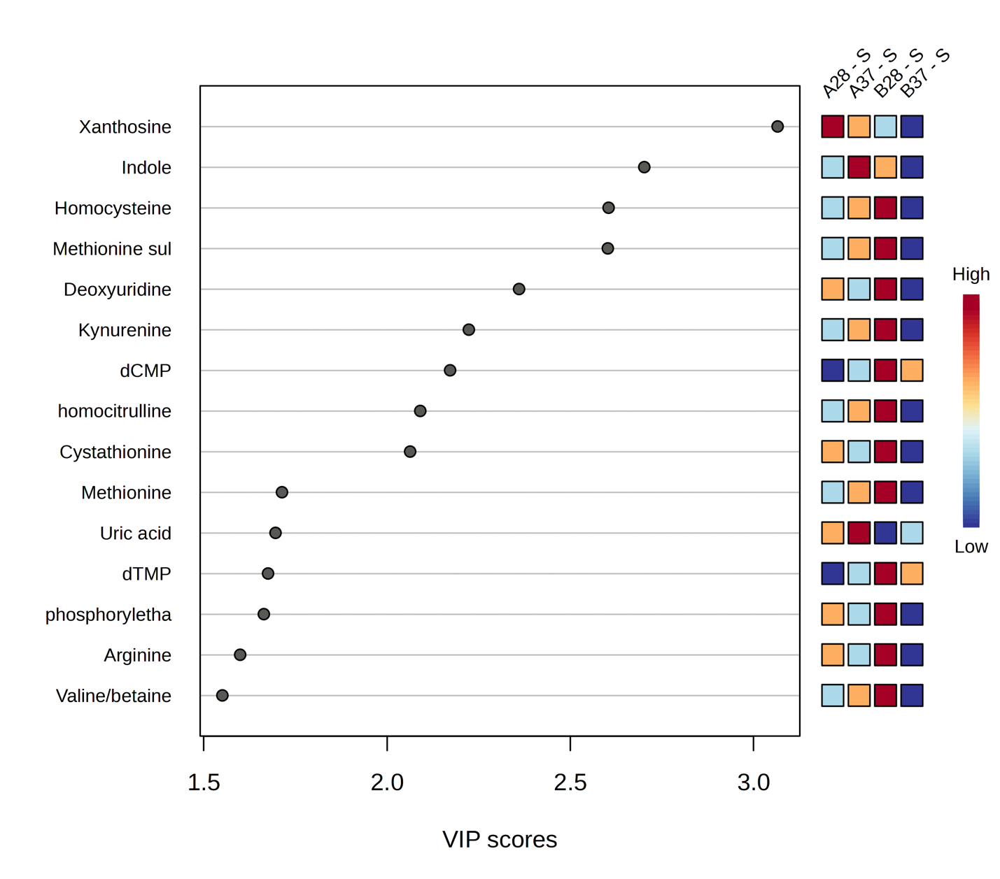 A28 - S
A37 - S
B28 - S
B37 - S
Xanthosine
Indole
Homocysteine
Methionine sul
Deoxyuridine
Kynurenine
dCMP
homocitrulline
Cystathionine
Methionine
Uric acid
dTMP
phosphoryletha
Arginine
Valine/betaine
High
Low
1.5 2.0 2.5 3.0
VIP scores